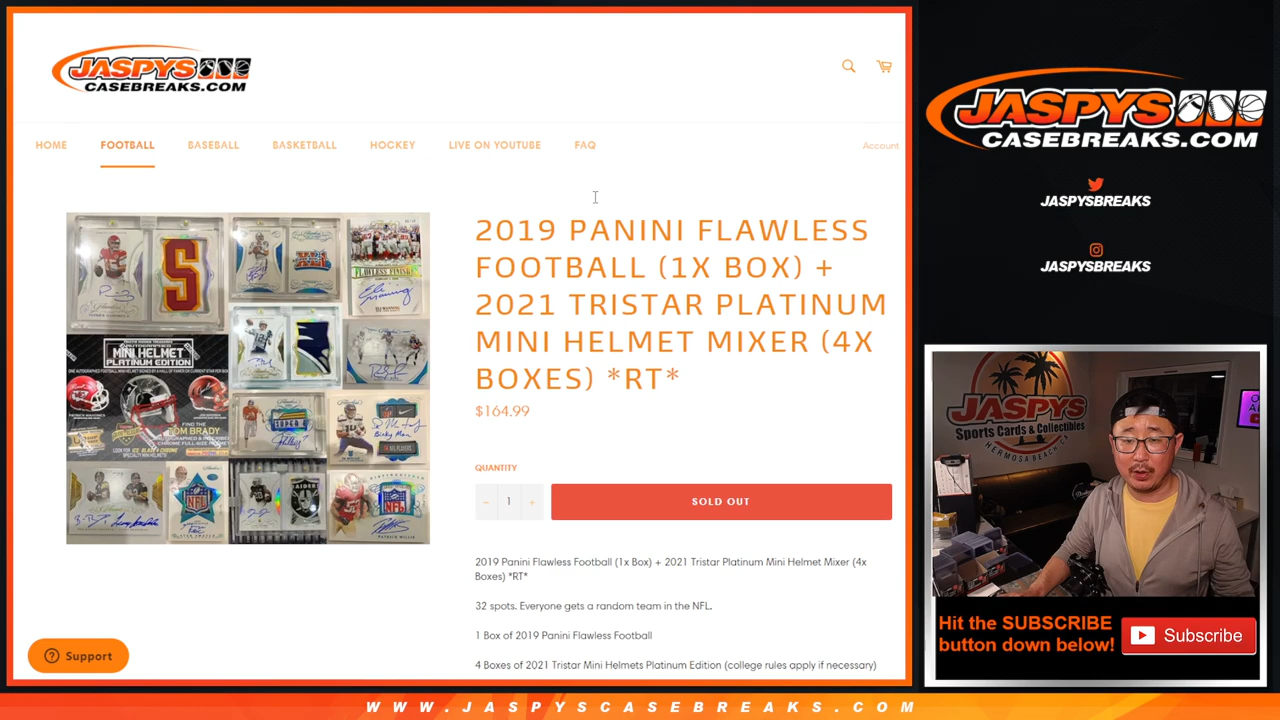 JASPYS
CASEBREAKS.COM
HOME
FOOTBALL
BASEBALL
BASKETBALL
HOCKEY
LIVE ON YOUTUBE
FAQ
Account
2019 PANINI FLAWLESS
FOOTBALL (1X BOX) +
2021 TRISTAR PLATINUM
MINI HELMET MIXER (4X
BOXES) *RT*
$164.99
QUANTITY
− 1 +
SOLD OUT
2019 Panini Flawless Football (1x Box) + 2021 Tristar Platinum Mini Helmet Mixer (4x
Boxes) *RT*
32 spots. Everyone gets a random team in the NFL.
1 Box of 2019 Panini Flawless Football
4 Boxes of 2021 Tristar Mini Helmets Platinum Edition (college rules apply if necessary)
S
FLAWLESS FINISH
MINI HELMET
PLATINUM EDITION
TOM BRADY
NFL
RAIDERS
Support
JASPYS
CASEBREAKS.COM
JASPYSBREAKS
JASPYSBREAKS
JASPYS
Sports Cards & Collectibles
HERMOSA BEACH, CA
Hit the SUBSCRIBE
button down below!
Subscribe
WWW.JASPYSCASEBREAKS.COM